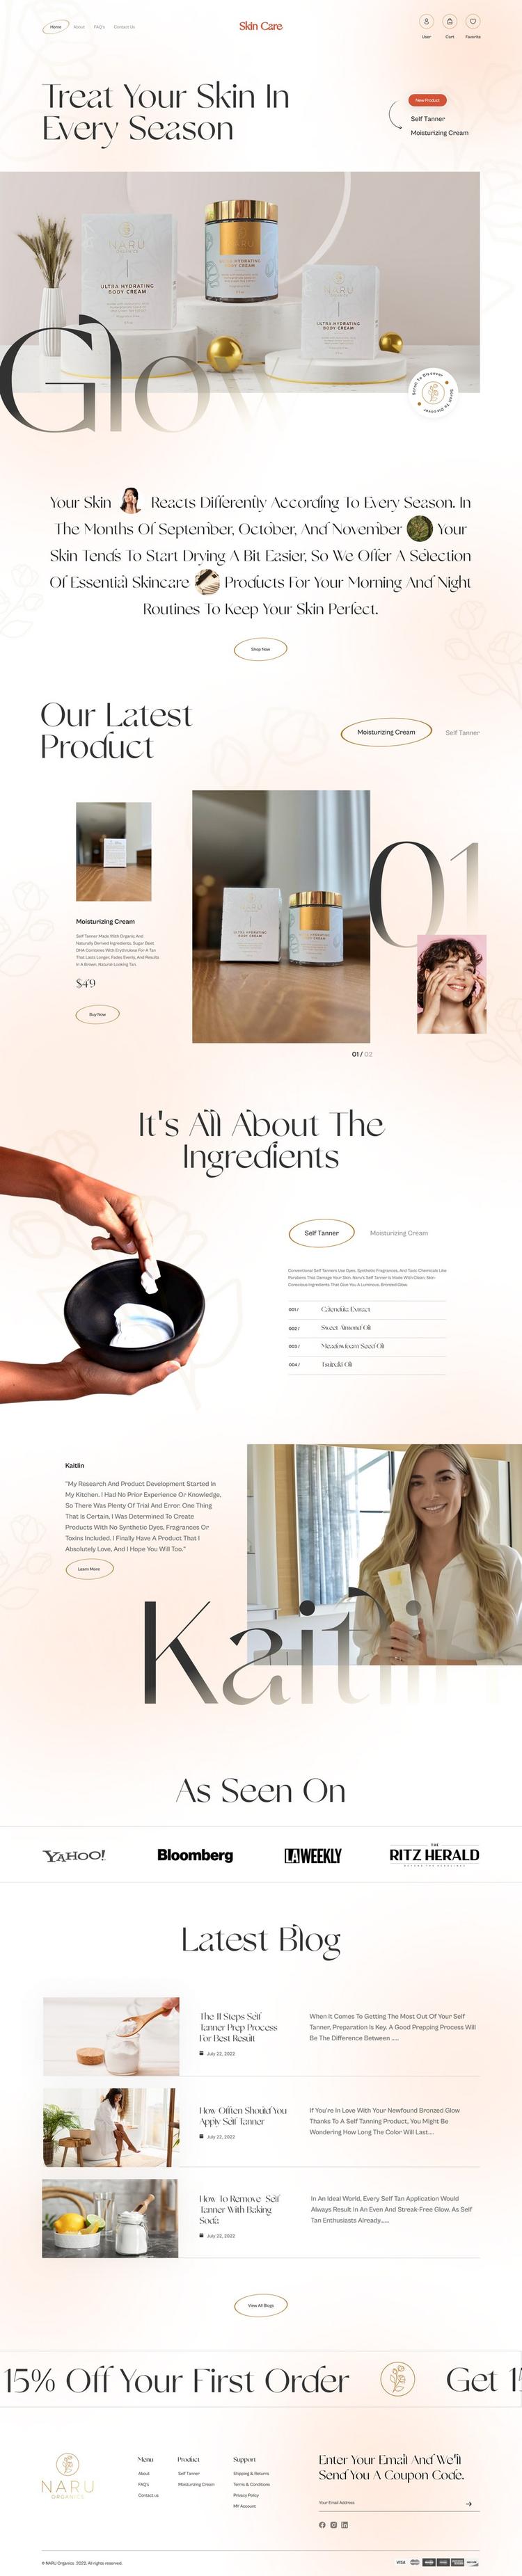 Home About FAQ's Contact Us
Skin Care
User Cart Favorite
Treat Your Skin In
Every Season
New Product
Self Tanner
Moisturizing Cream
NARU
ORGANICS
ULTRA HYDRATING
BODY CREAM
NARU
ULTRA HYDRATING
BODY CREAM
NARU
ULTRA HYDRATING
BODY CREAM
Glow
Scroll To Discover
Your Skin Reacts Differently According To Every Season. In
The Months Of September, October, And November Your
Skin Tends To Start Drying A Bit Easier, So We Offer A Selection
Of Essential Skincare Products For Your Morning And Night
Routines To Keep Your Skin Perfect.
Shop Now
Our Latest
Product
Moisturizing Cream Self Tanner
Moisturizing Cream
Self Tanner Made With Organic And
Naturally-Derived Ingredients. Sugar Beet
DHA Combines With Erythrulose For A Tan
That Lasts Longer, Fades Evenly, And Results
In A Brown, Natural-Looking Tan.
$49
Buy Now
ULTRA HYDRATING
BODY CREAM
ULTRA HYDRATING
BODY CREAM
01
01 / 02
It's All About The
Ingredients
Self Tanner Moisturizing Cream
Conventional Self Tanners Use Dyes, Synthetic Fragrances, And Toxic Chemicals Like
Parabens That Damage Your Skin. Naru's Self Tanner Is Made With Clean, Skin-
Conscious Ingredients That Give You A Luminous, Bronzed Glow.
001 / Calendula Extract
002 / Sweet Almond Oil
003 / Meadowfoam Seed Oil
004 / Tsubaki Oil
Kaitlin
"My Research And Product Development Started In
My Kitchen. I Had No Prior Experience Or Knowledge,
So There Was Plenty Of Trial And Error. One Thing
That Is Certain, I Was Determined To Create
Products With No Synthetic Dyes, Fragrances Or
Toxins Included. I Finally Have A Product That I
Absolutely Love, And I Hope You Will Too."
Learn More
Kaitlin
As Seen On
YAHOO!
Bloomberg
LA WEEKLY
THE
RITZ HERALD
Latest Blog
The 11 Steps Self
Tanner Prep Process
For Best Result
July 22, 2022
When It Comes To Getting The Most Out Of Your Self
Tanner, Preparation Is Key. A Good Prepping Process Will
Be The Difference Between ....
How Often Should You
Apply Self Tanner
July 22, 2022
If You're In Love With Your Newfound Bronzed Glow
Thanks To A Self Tanning Product, You Might Be
Wondering How Long The Color Will Last....
How To Remove Self
Tanner With Baking
Soda
July 22, 2022
In An Ideal World, Every Self Tan Application Would
Always Result In An Even And Streak-Free Glow. As Self
Tan Enthusiasts Already.....
View All Blogs
15% Off Your First Order Get 15
NARU
ORGANICS
Menu
About
FAQ's
Contact us
Product
Self Tanner
Moisturizing Cream
Support
Shipping & Returns
Terms & Conditions
Privacy Policy
MY Account
Enter Your Email And We'll
Send You A Coupon Code.
Your Email Address
© NARU Organics 2022. All rights reserved.
VISA